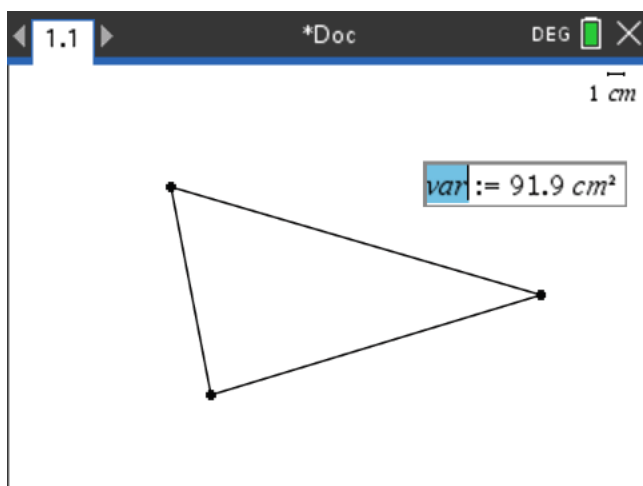 1.1 *Doc DEG
1 cm
var := 91.9 cm²